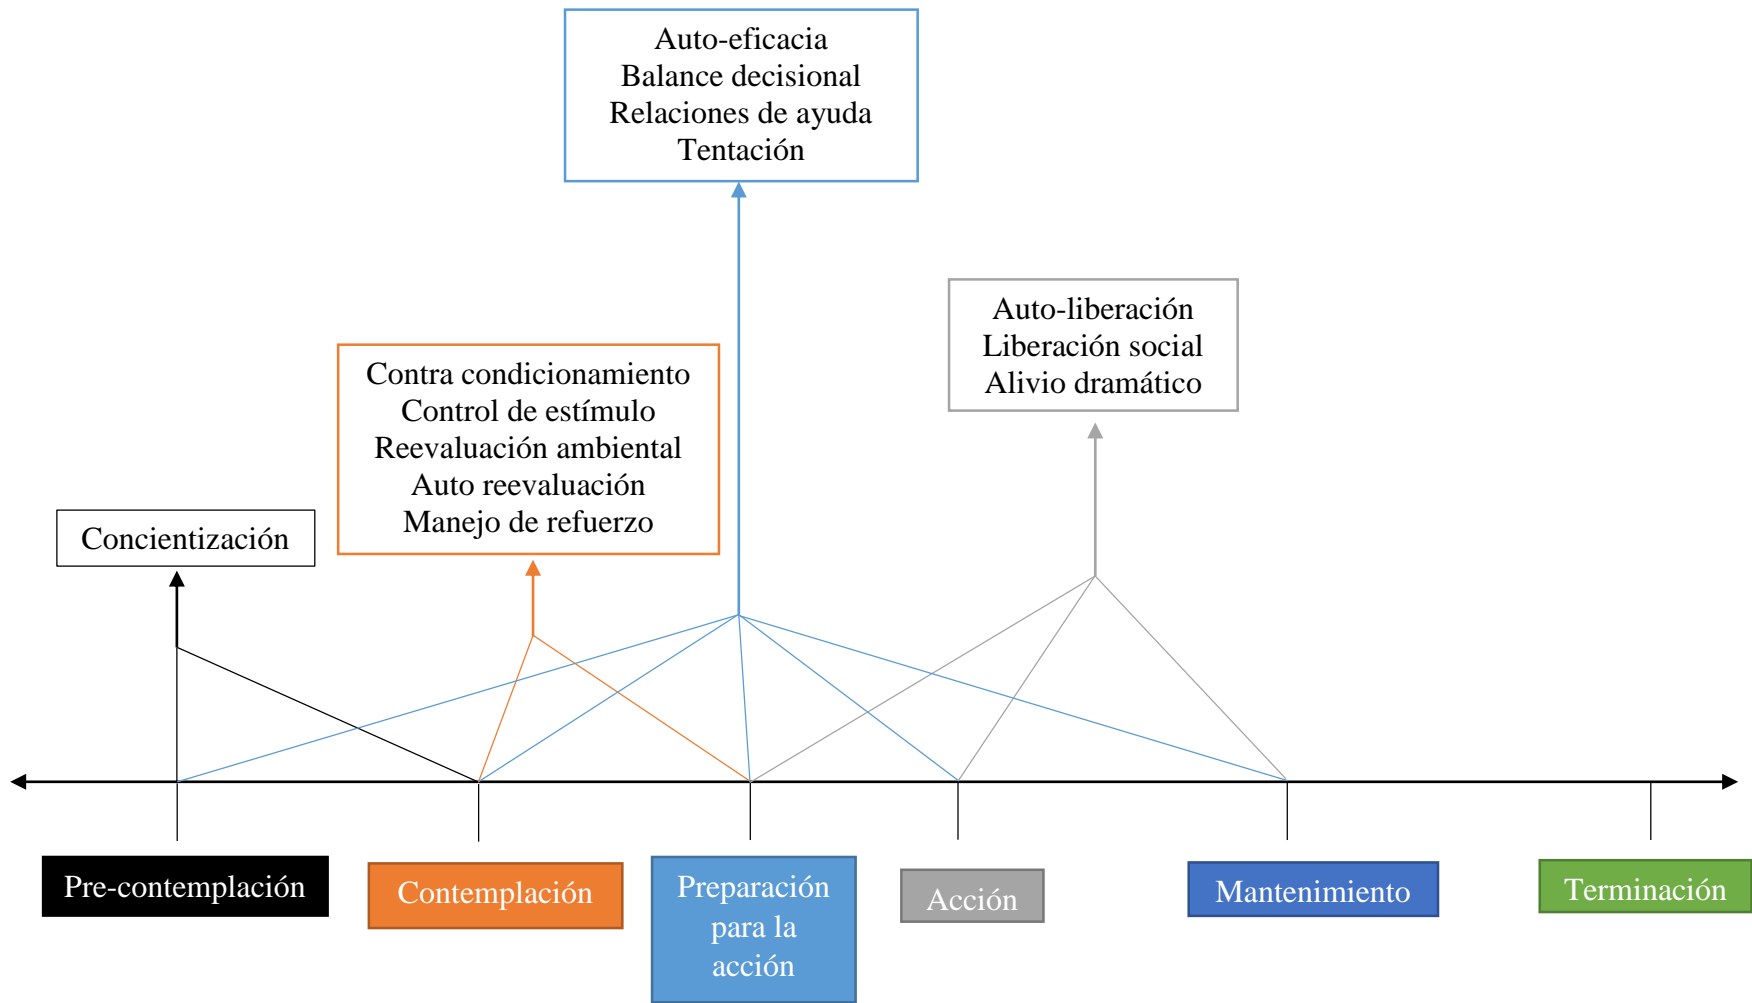 Auto-eficacia
Balance decisional
Relaciones de ayuda
Tentación
Auto-liberación
Liberación social
Alivio dramático
Contra condicionamiento
Control de estímulo
Reevaluación ambiental
Auto reevaluación
Manejo de refuerzo
Concientización
Pre-contemplación
Contemplación
Preparación
para la
acción
Acción
Mantenimiento
Terminación